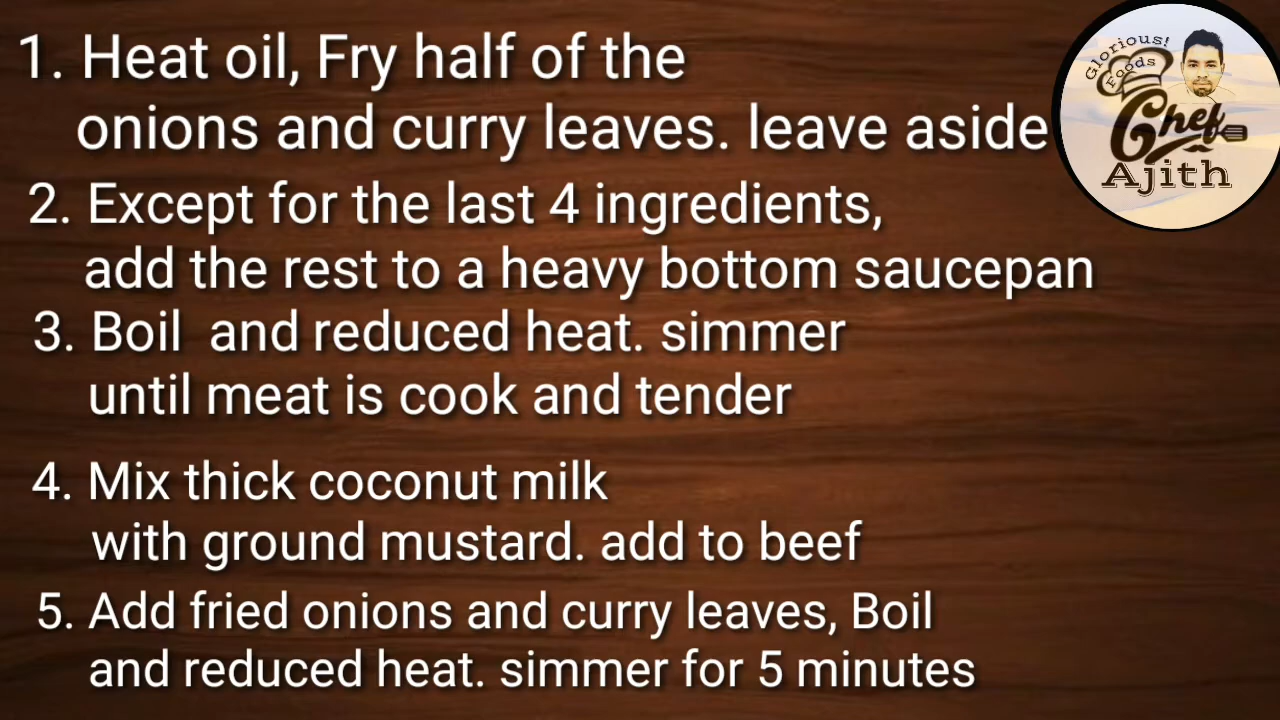 1. Heat oil, Fry half of the
onions and curry leaves. leave aside
2. Except for the last 4 ingredients,
add the rest to a heavy bottom saucepan
3. Boil  and reduced heat. simmer
until meat is cook and tender
4. Mix thick coconut milk
with ground mustard. add to beef
5. Add fried onions and curry leaves, Boil
and reduced heat. simmer for 5 minutes
Glorious!
Foods
Chef
Ajith